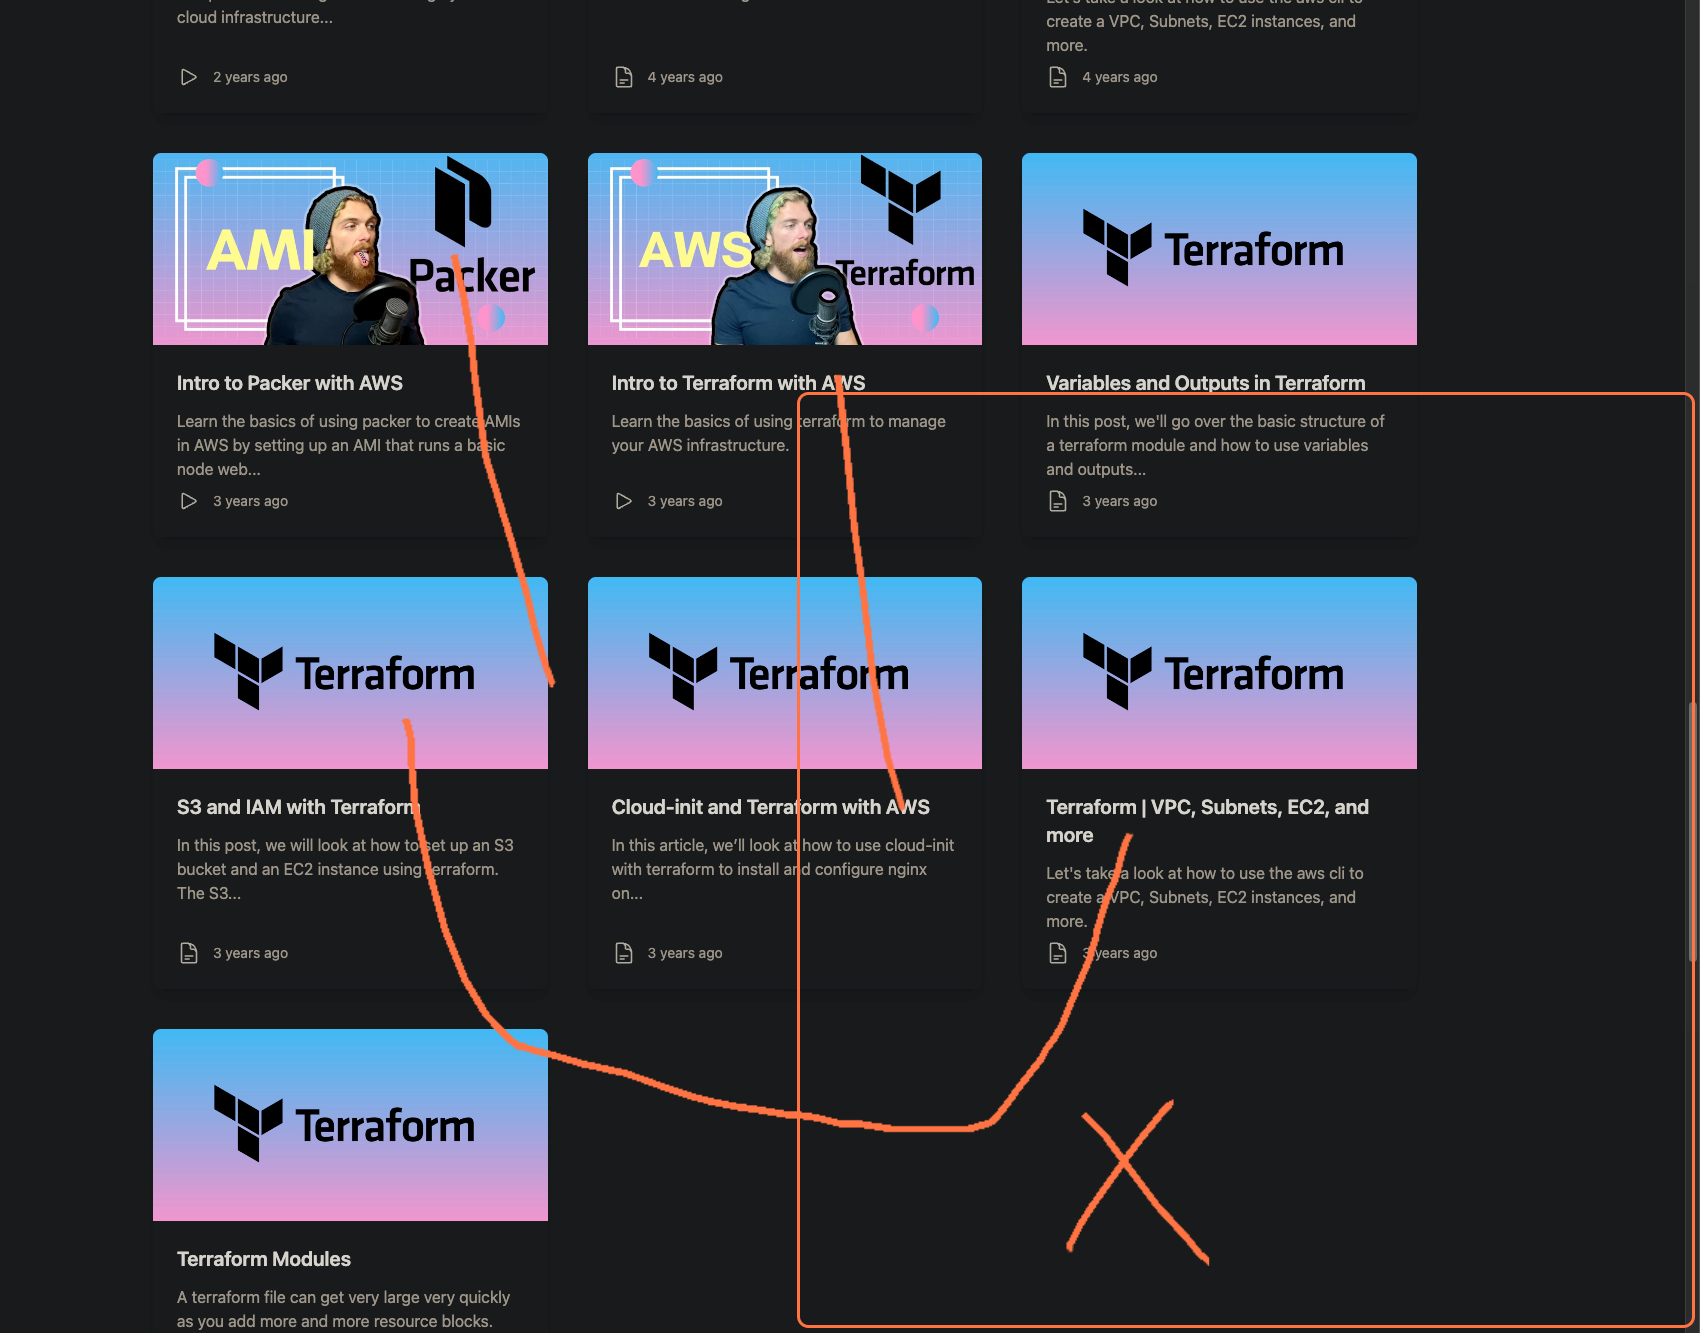 cloud infrastructure...
create a VPC, Subnets, EC2 instances, and
more.
2 years ago
4 years ago
4 years ago
AMI
Packer
AWS
Terraform
Terraform
Intro to Packer with AWS
Learn the basics of using packer to create AMIs
in AWS by setting up an AMI that runs a basic
node web...
3 years ago
Intro to Terraform with AWS
Learn the basics of using terraform to manage
your AWS infrastructure.
3 years ago
Variables and Outputs in Terraform
In this post, we'll go over the basic structure of
a terraform module and how to use variables
and outputs...
3 years ago
Terraform
Terraform
Terraform
S3 and IAM with Terraform
In this post, we will look at how to set up an S3
bucket and an EC2 instance using terraform.
The S3...
3 years ago
Cloud-init and Terraform with AWS
In this article, we’ll look at how to use cloud-init
with terraform to install and configure nginx
on...
3 years ago
Terraform | VPC, Subnets, EC2, and
more
Let's take a look at how to use the aws cli to
create a VPC, Subnets, EC2 instances, and
more.
3 years ago
Terraform
Terraform Modules
A terraform file can get very large very quickly
as you add more and more resource blocks.